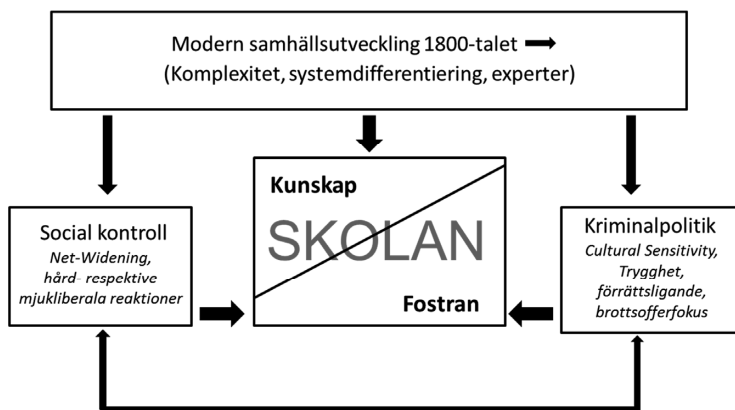 Modern samhällsutveckling 1800-talet
(Komplexitet, systemdifferentiering, experter)
Kunskap
SKOLAN
Fostran
Social kontroll
Net-Widening,
hård- respektive
mjukliberala reaktioner
Kriminalpolitik
Cultural Sensitivity,
Trygghet,
förrättsligande,
brottsofferfokus